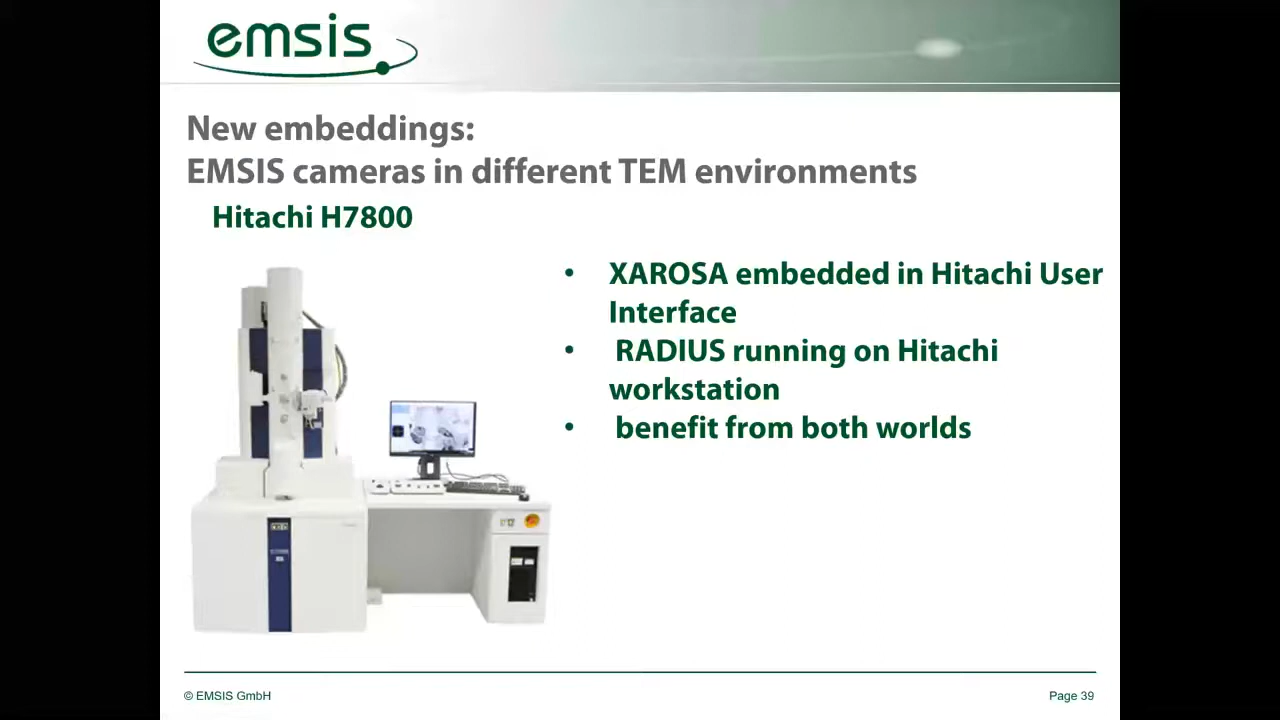 emsis
New embeddings:
EMSIS cameras in different TEM environments
Hitachi H7800
• XAROSA embedded in Hitachi User
Interface
• RADIUS running on Hitachi
workstation
• benefit from both worlds
© EMSIS GmbH
Page 39